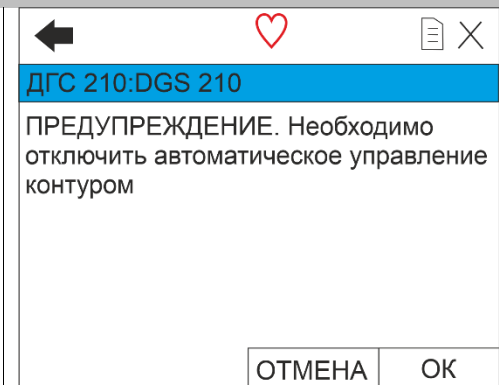 ДГС 210:DGS 210
ПРЕДУПРЕЖДЕНИЕ. Необходимо
отключить автоматическое управление
контуром
ОТМЕНА
ОК